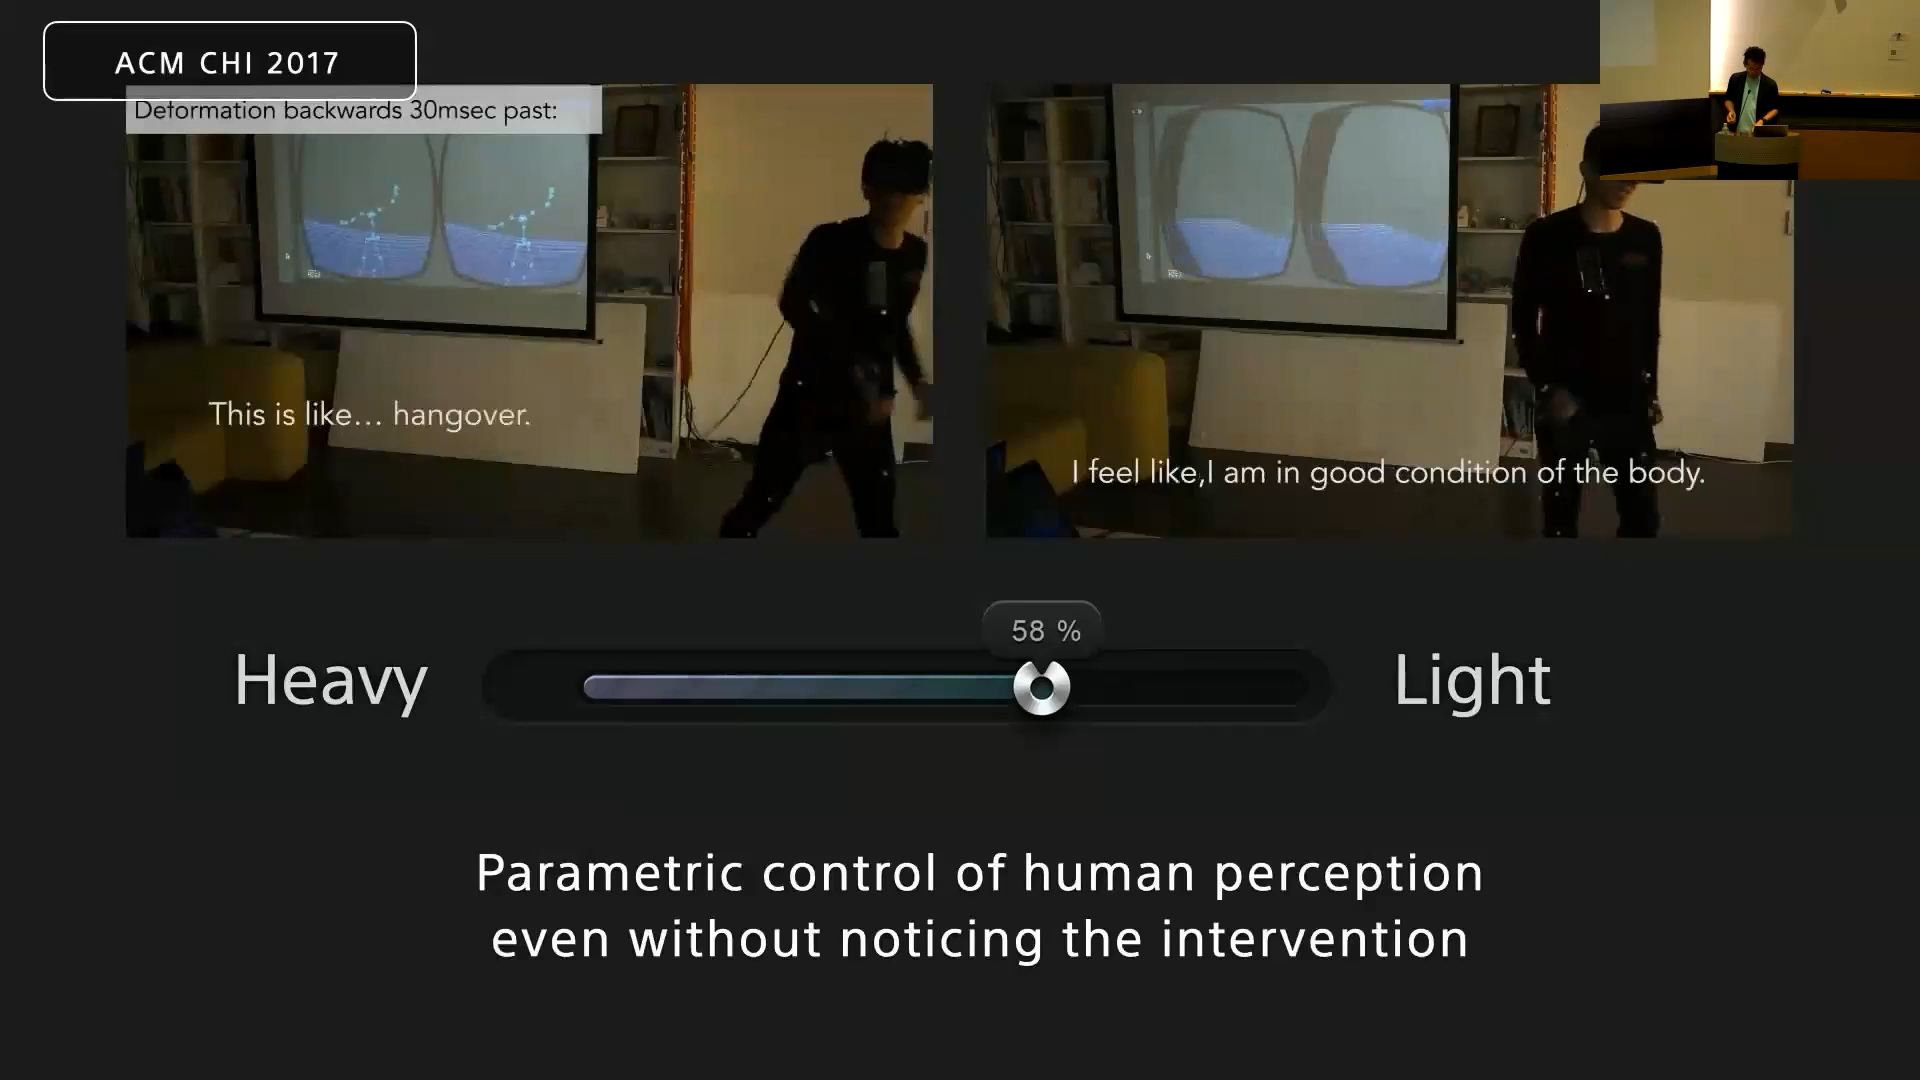 ACM CHI 2017
Deformation backwards 30msec past:
This is like... hangover.
I feel like,I am in good condition of the body.
58 %
Heavy
Light
Parametric control of human perception
even without noticing the intervention